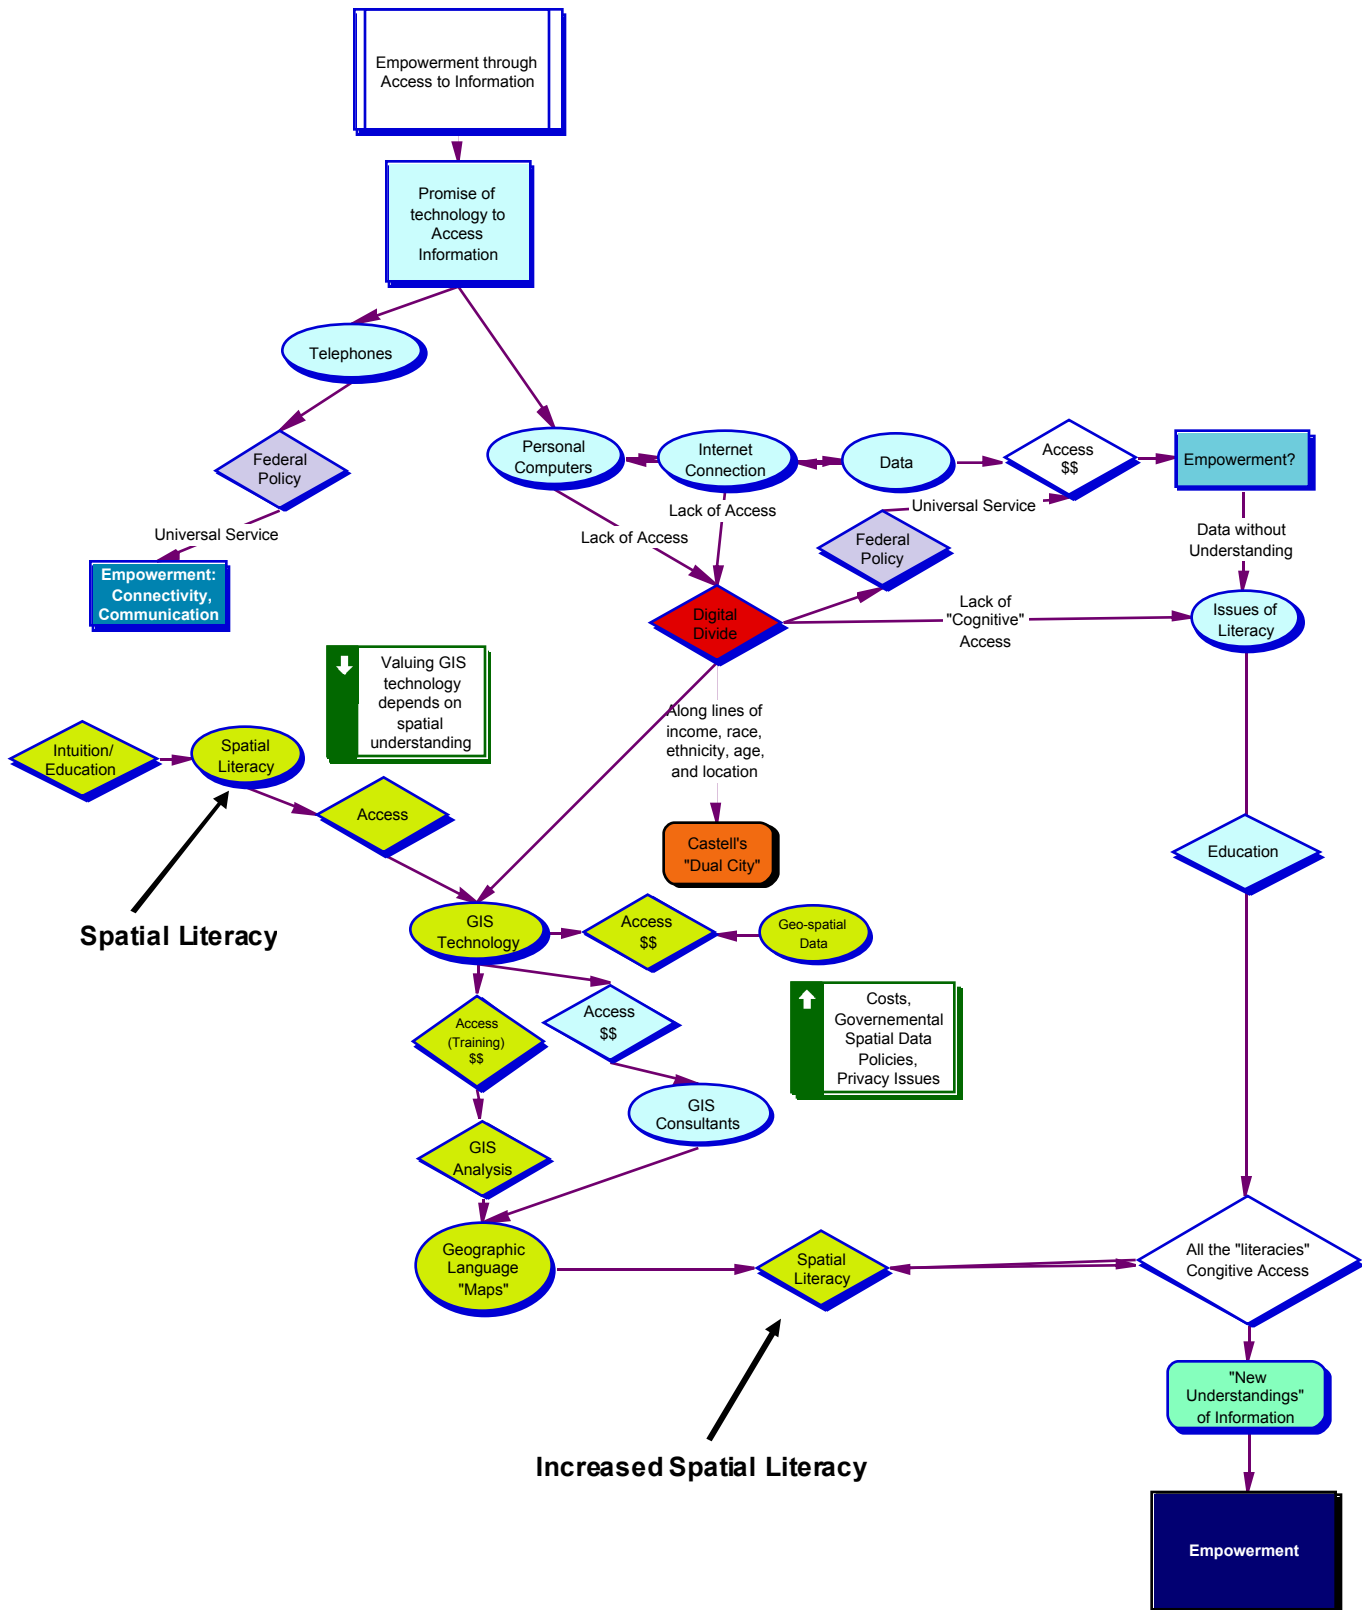 Empowerment through
Access to Information
Promise of
technology to
Access
Information
Telephones
Federal
Policy
Universal Service
Empowerment:
Connectivity,
Communication
Personal
Computers
Internet
Connection
Data
Access
$$
Empowerment?
Lack of Access
Lack of Access
Universal Service
Federal
Policy
Data without
Understanding
Digital
Divide
Lack of
"Cognitive"
Access
Issues of
Literacy
Valuing GIS
technology
depends on
spatial
understanding
Along lines of
income, race,
ethnicity, age,
and location
Intuition/
Education
Spatial
Literacy
Access
Castell's
"Dual City"
Education
Spatial Literacy
GIS
Technology
Access
$$
Geo-spatial
Data
Access
(Training)
$$
Access
$$
Costs,
Governemental
Spatial Data
Policies,
Privacy Issues
GIS
Consultants
GIS
Analysis
Geographic
Language
"Maps"
Spatial
Literacy
All the "literacies"
Congitive Access
"New
Understandings"
of Information
Increased Spatial Literacy
Empowerment